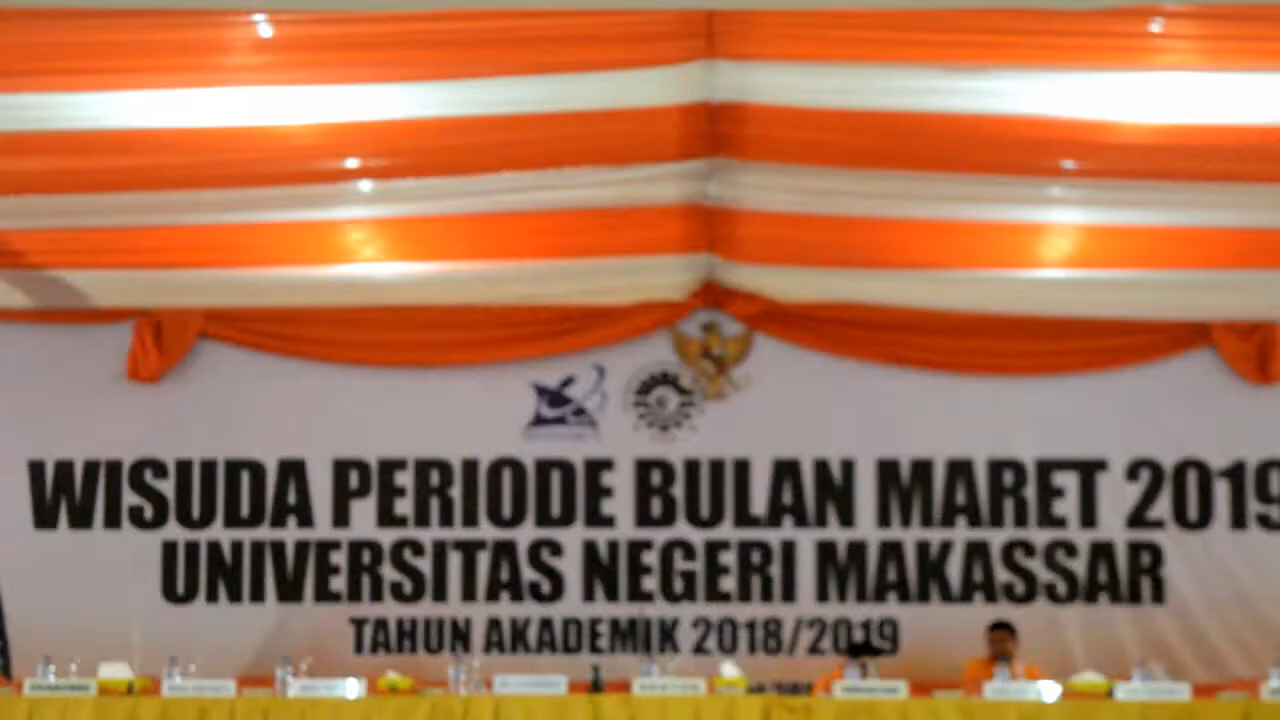 WISUDA PERIODE BULAN MARET 2019
UNIVERSITAS NEGERI MAKASSAR
TAHUN AKADEMIK 2018/2019